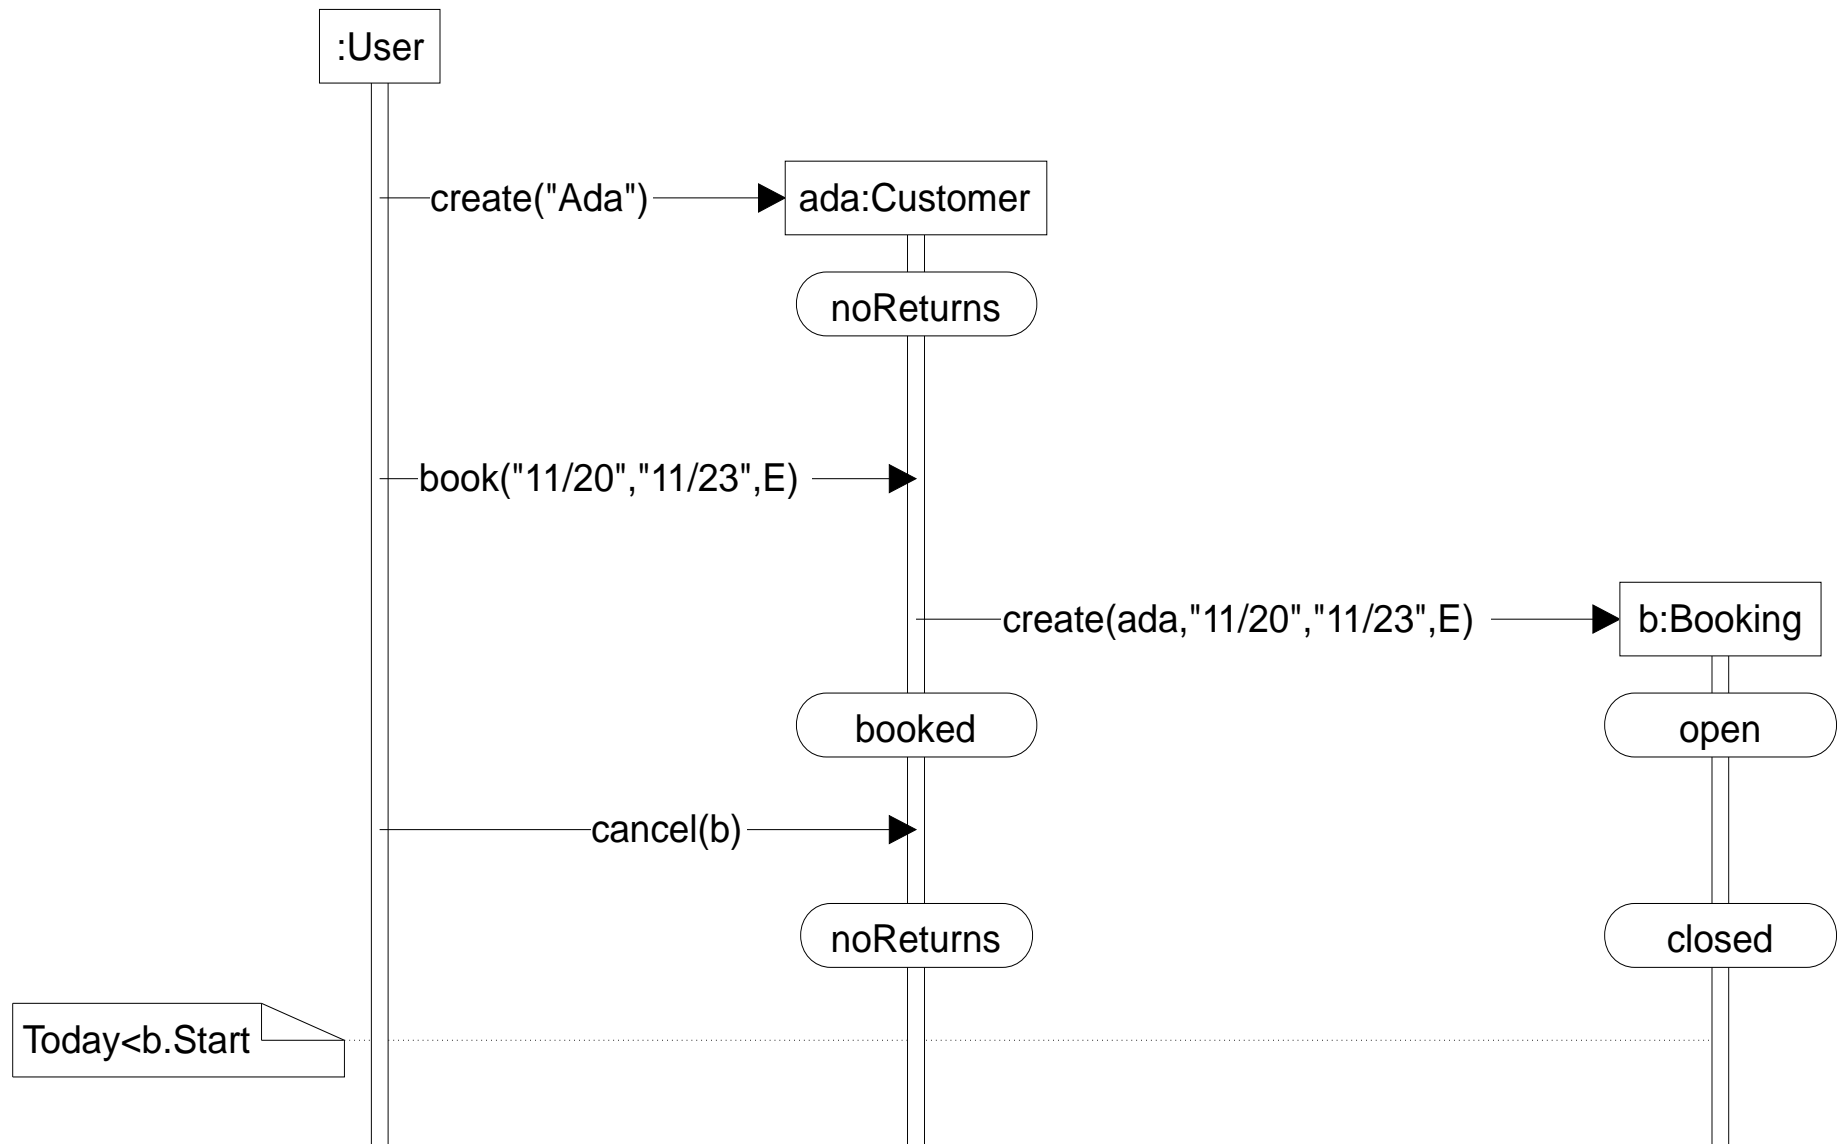 :User
create("Ada")
ada:Customer
noReturns
book("11/20","11/23",E)
create(ada,"11/20","11/23",E)
b:Booking
booked
open
cancel(b)
noReturns
closed
Today<b.Start